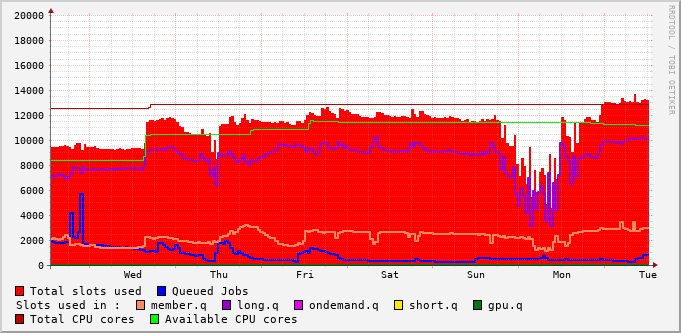 20000
18000
16000
14000
12000
10000
8000
6000
4000
2000
0
Wed Thu Fri Sat Sun Mon Tue
RRDTOOL / TOBI OETIKER
Total slots used Queued Jobs
Slots used in : member.q long.q ondemand.q short.q gpu.q
Total CPU cores Available CPU cores